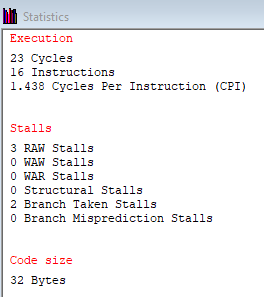 Statistics
Execution
23 Cycles
16 Instructions
1.438 Cycles Per Instruction (CPI)
Stalls
3 RAW Stalls
0 WAW Stalls
0 WAR Stalls
0 Structural Stalls
2 Branch Taken Stalls
0 Branch Misprediction Stalls
Code size
32 Bytes